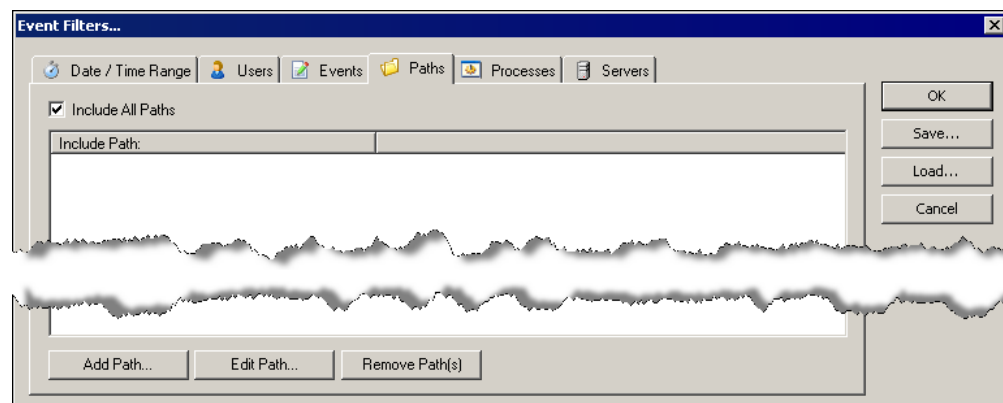 Event Filters...
Date / Time Range Users Events Paths Processes Servers
Include All Paths
Include Path:
OK
Save...
Load...
Cancel
Add Path... Edit Path... Remove Path(s)